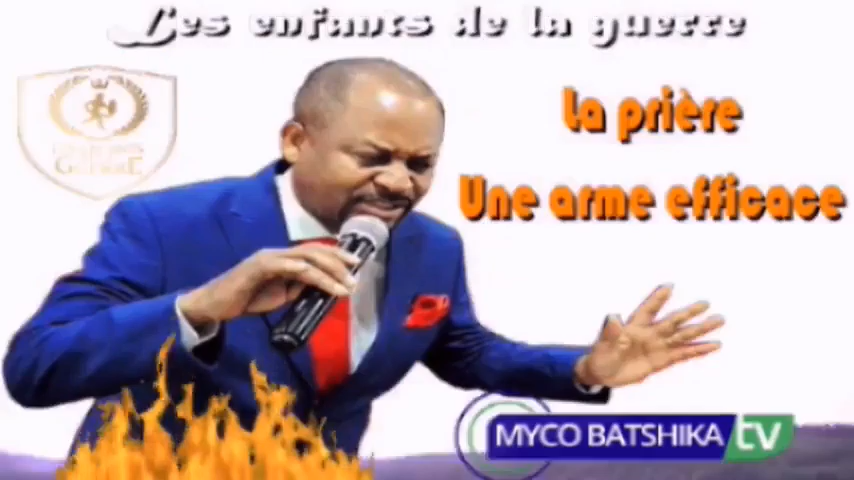 Les enfants de la guerre
La prière
Une arme efficace
MYCO BATSHIKA tv